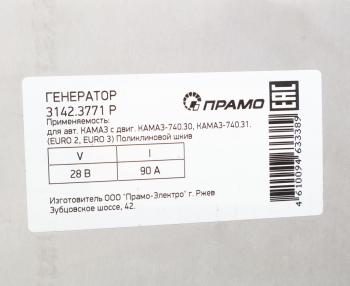 ГЕНЕРАТОР
3142.3771 Р
ПРАМО
ЕАС
Применяемость:
для авт. КАМАЗ с двиг. КАМАЗ-740.30, КАМАЗ-740.31.
(EURO 2, EURO 3) Поликлиновой шкив
V I
28 В 90 А
Изготовитель ООО "Прамо-Электро" г. Ржев
Зубцовское шоссе, 42.
4610094633389